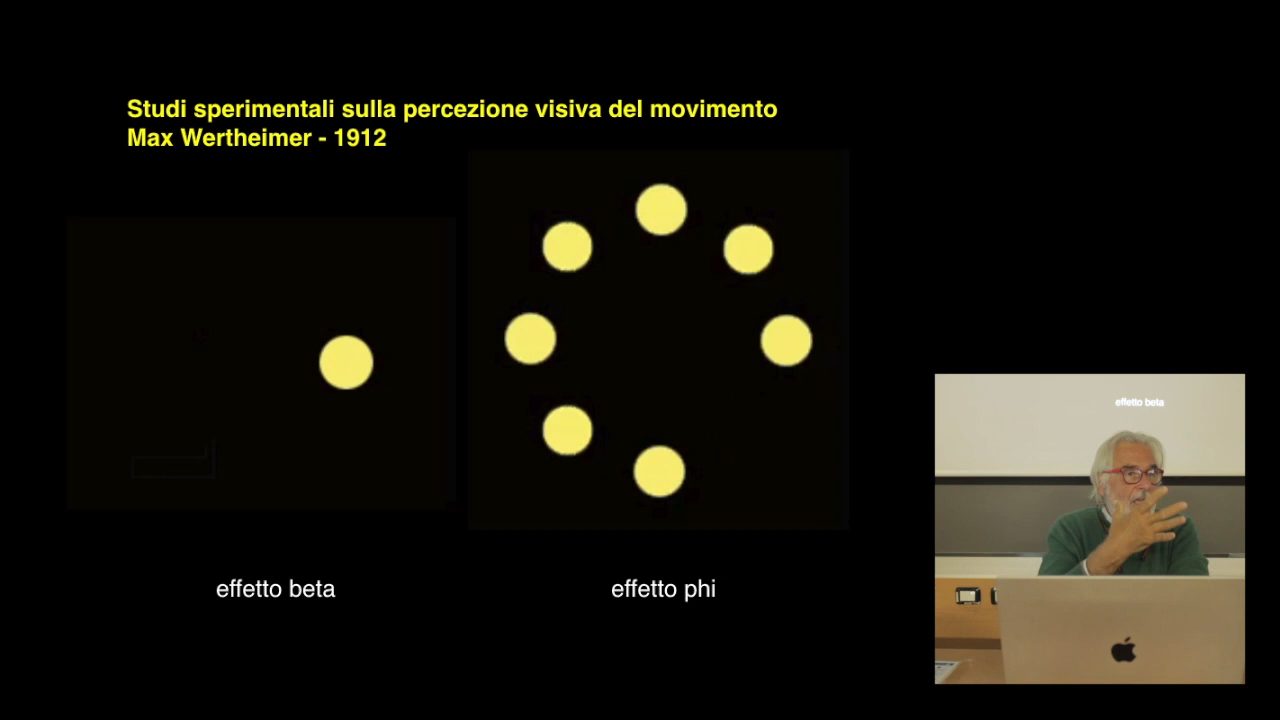 Studi sperimentali sulla percezione visiva del movimento
Max Wertheimer - 1912
effetto beta
effetto phi
effetto beta